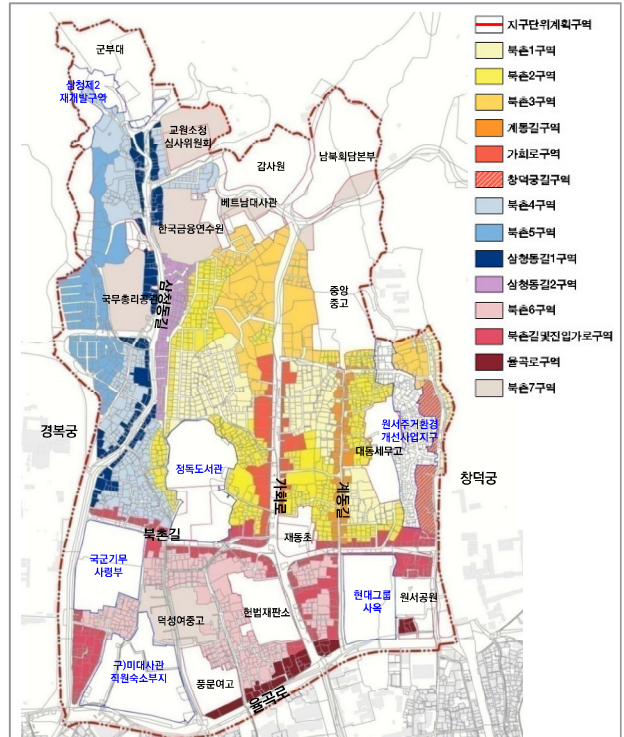 지구단위계획구역
북촌1구역
북촌2구역
북촌3구역
계동길구역
가회로구역
창덕궁길구역
북촌4구역
북촌5구역
삼청동길1구역
삼청동길2구역
북촌6구역
북촌길및진입가로구역
율곡로구역
북촌7구역
군부대
삼청제2
재개발구역
교원소청
심사위원회
감사원
남북회담본부
베트남대사관
한국금융연수원
국무총리공관
삼청동길
중앙
중고
경복궁
원서주거환경
개선사업지구
대동세무고
정독도서관
창덕궁
가회로
계동길
북촌길
재동초
국군기무
사령부
현대그룹
사옥
원서공원
헌법재판소
덕성여중고
구)미대사관
직원숙소부지
풍문여고
율곡로